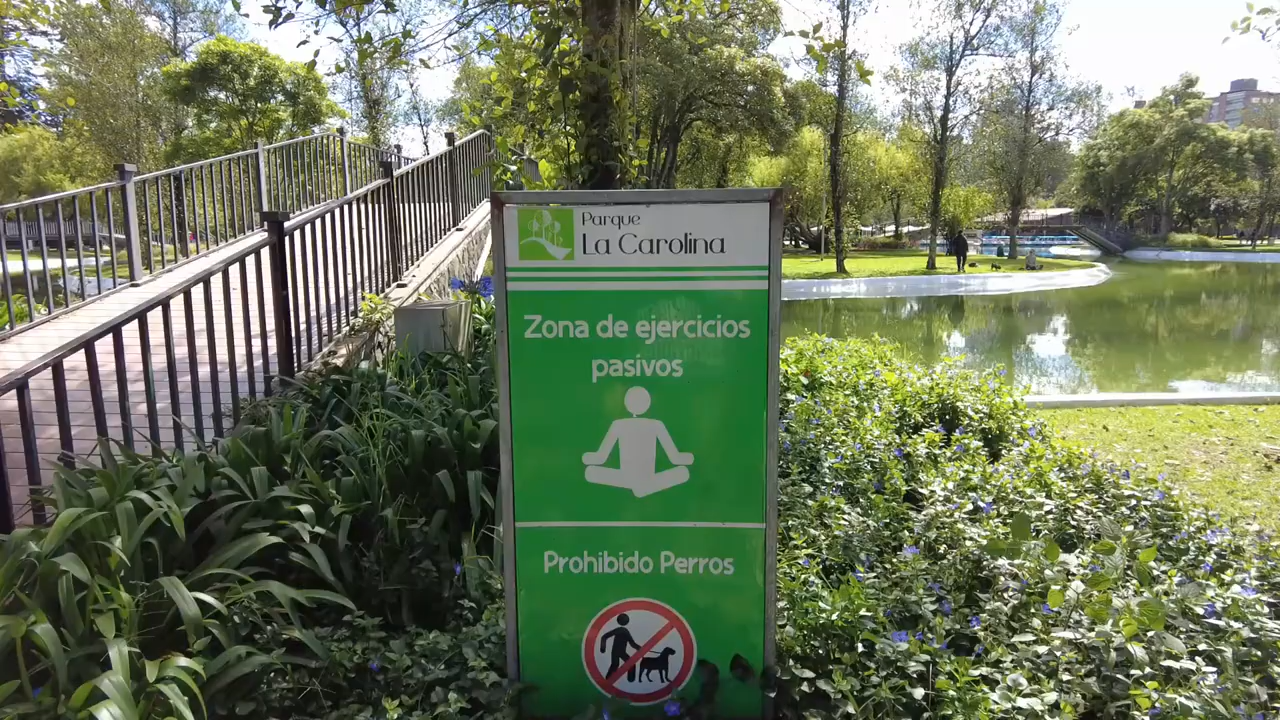 Parque
La Carolina
Zona de ejercicios
pasivos
Prohibido Perros